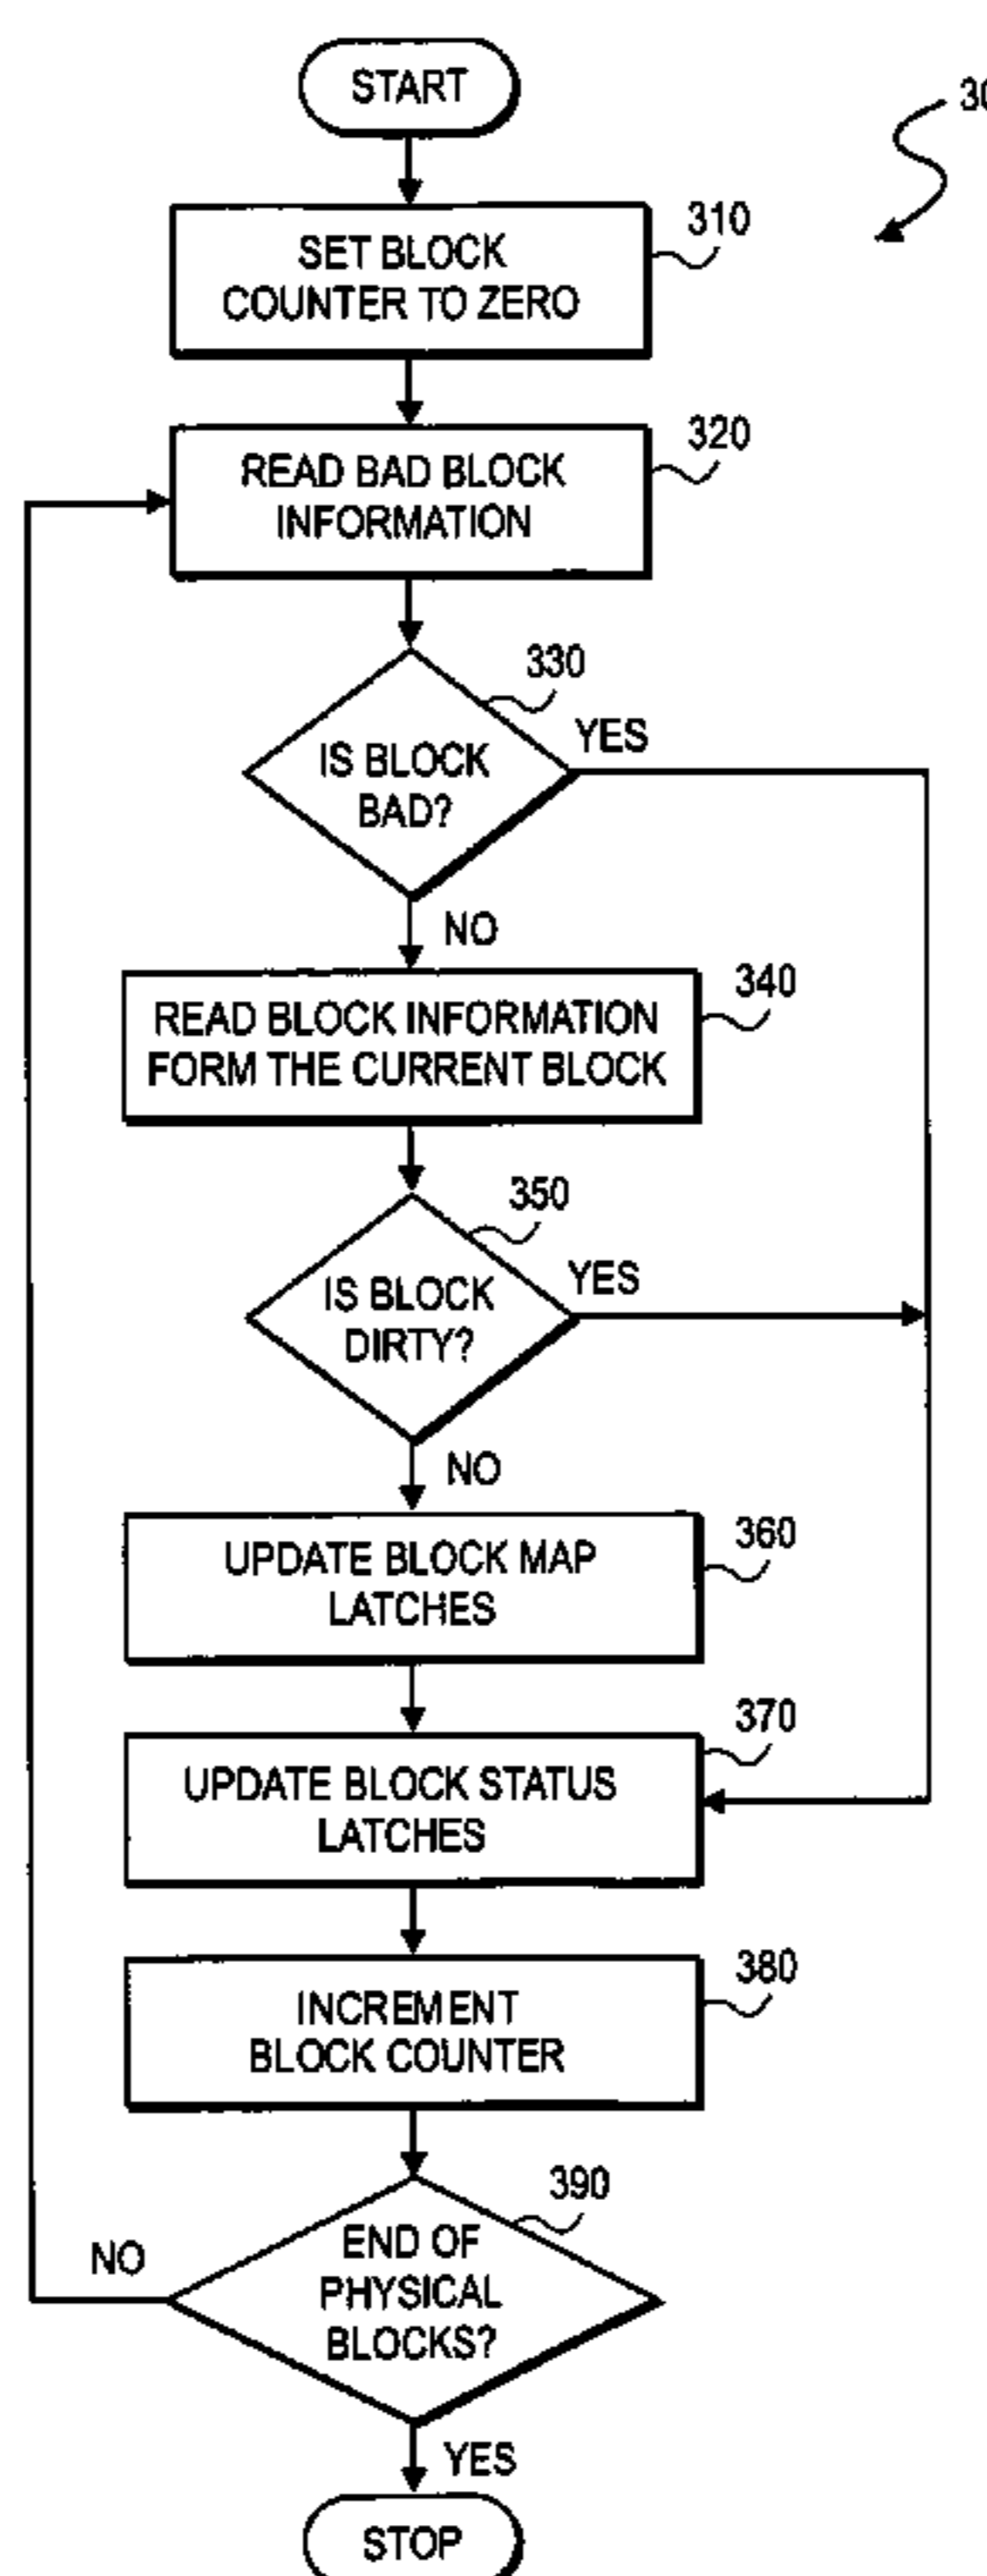 START
30
310
SET BLOCK
COUNTER TO ZERO
320
READ BAD BLOCK
INFORMATION
330
YES
IS BLOCK
BAD?
NO
340
READ BLOCK INFORMATION
FORM THE CURRENT BLOCK
350
YES
IS BLOCK
DIRTY?
NO
360
UPDATE BLOCK MAP
LATCHES
370
UPDATE BLOCK STATUS
LATCHES
380
INCREMENT
BLOCK COUNTER
390
NO
END OF
PHYSICAL
BLOCKS?
YES
STOP